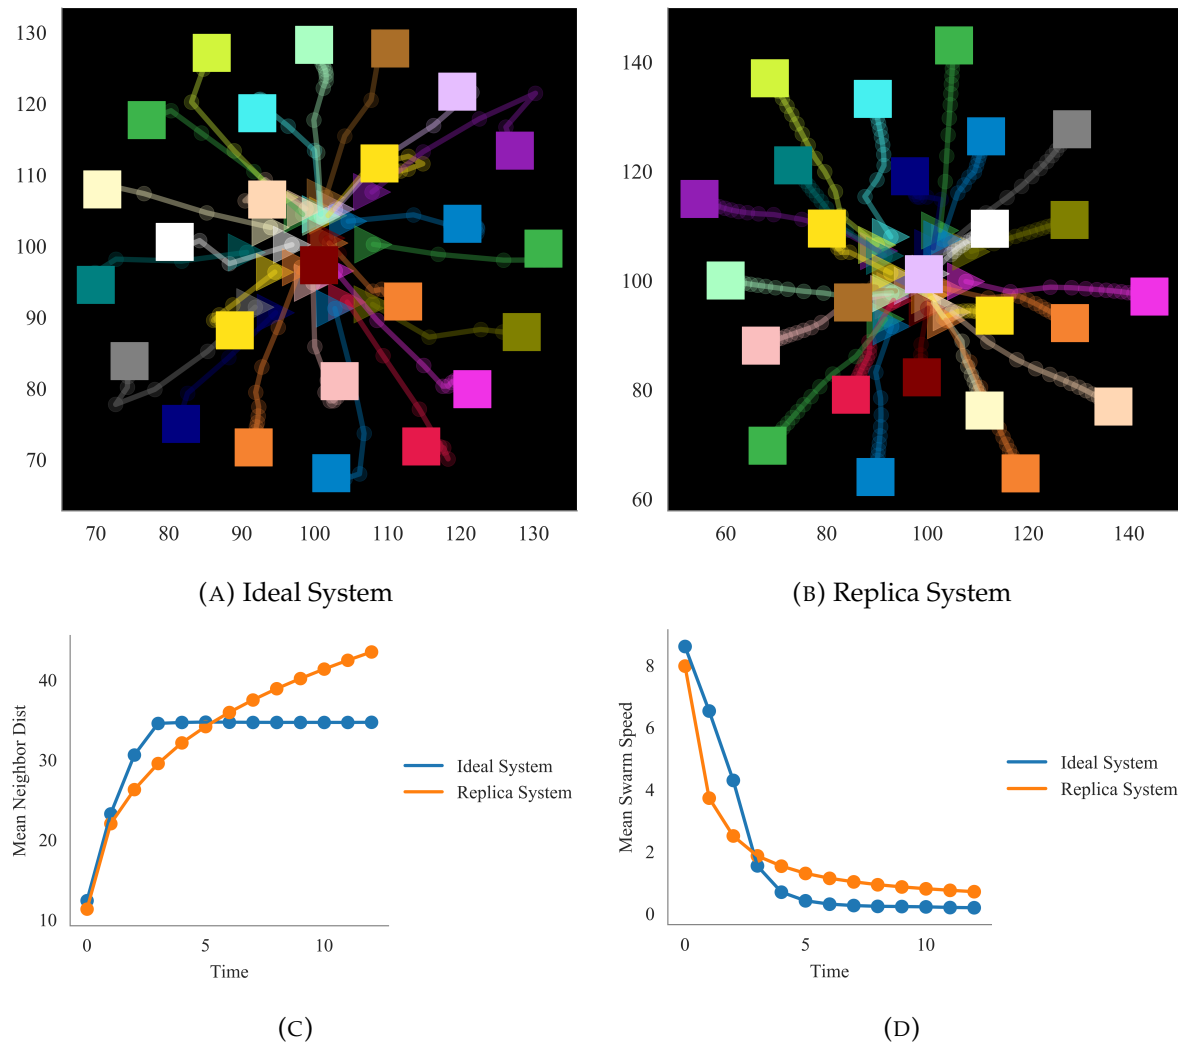 130
120
110
100
90
80
70
70 80 90 100 110 120 130
(A) Ideal System
140
120
100
80
60
60 80 100 120 140
(B) Replica System
Mean Neighbor Dist
40
30
20
10
0 5 10
Time
Ideal System
Replica System
(C)
Mean Swarm Speed
8
6
4
2
0
0 5 10
Time
Ideal System
Replica System
(D)